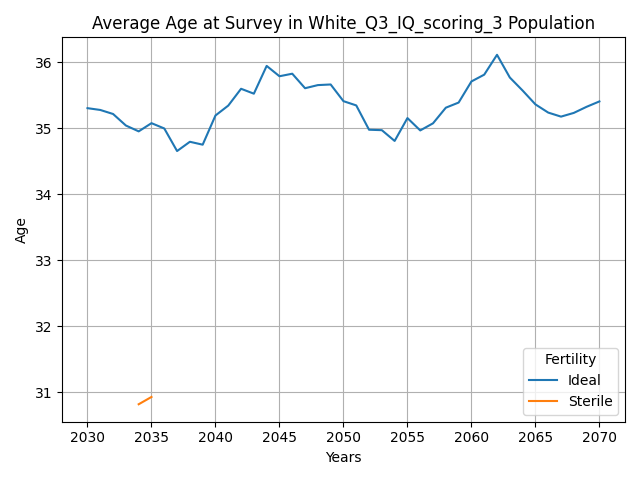 Average Age at Survey in White_Q3_IQ_scoring_3 Population
Age
36
35
34
33
32
31
2030 2035 2040 2045 2050 2055 2060 2065 2070
Years
Fertility
Ideal
Sterile